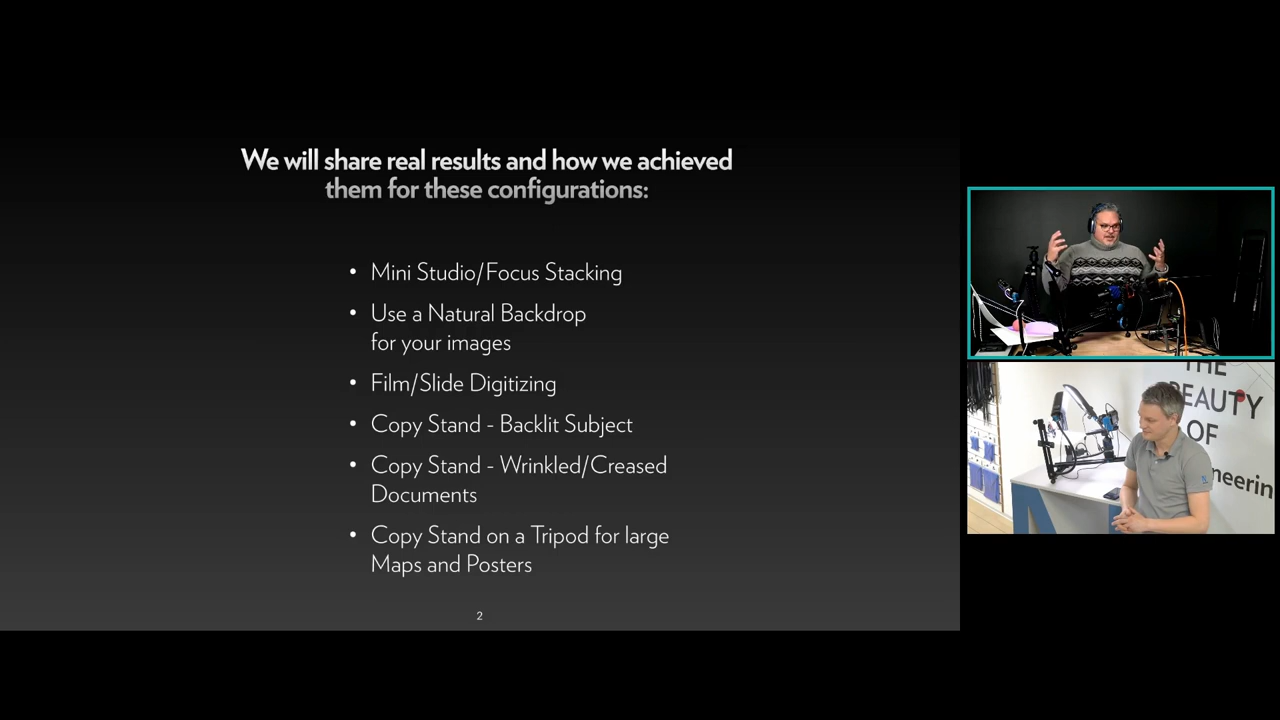 We will share real results and how we achieved
them for these configurations:
• Mini Studio/Focus Stacking
• Use a Natural Backdrop
for your images
• Film/Slide Digitizing
• Copy Stand - Backlit Subject
• Copy Stand - Wrinkled/Creased
Documents
• Copy Stand on a Tripod for large
Maps and Posters
2
THE
BEAUTY
OF
neerin